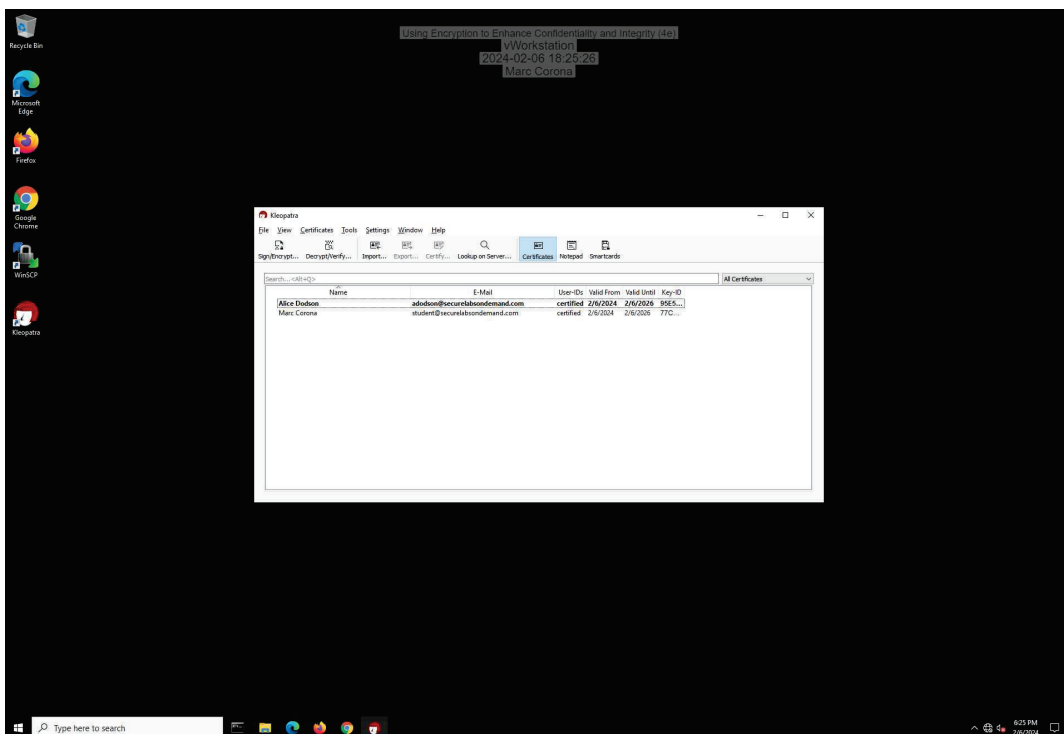 Using Encryption to Enhance Confidentiality and Integrity (4e)
vWorkstation
2024-02-06 18:25:26
Marc Corona
Recycle Bin
Microsoft
Edge
Firefox
Google
Chrome
WinSCP
Kleopatra
Kleopatra
File View Certificates Tools Settings Window Help
Sign/Encrypt... Decrypt/Verify... Import... Export... Certify... Lookup on Server... Certificates Notepad Smartcards
Search...<Alt+Q> All Certificates
Name E-Mail User-IDs Valid From Valid Until Key-ID
Alice Dodson adodson@securelabsondemand.com certified 2/6/2024 2/6/2026 95E5...
Marc Corona student@securelabsondemand.com certified 2/6/2024 2/6/2026 77C...
Type here to search
6:25 PM
2/6/2024